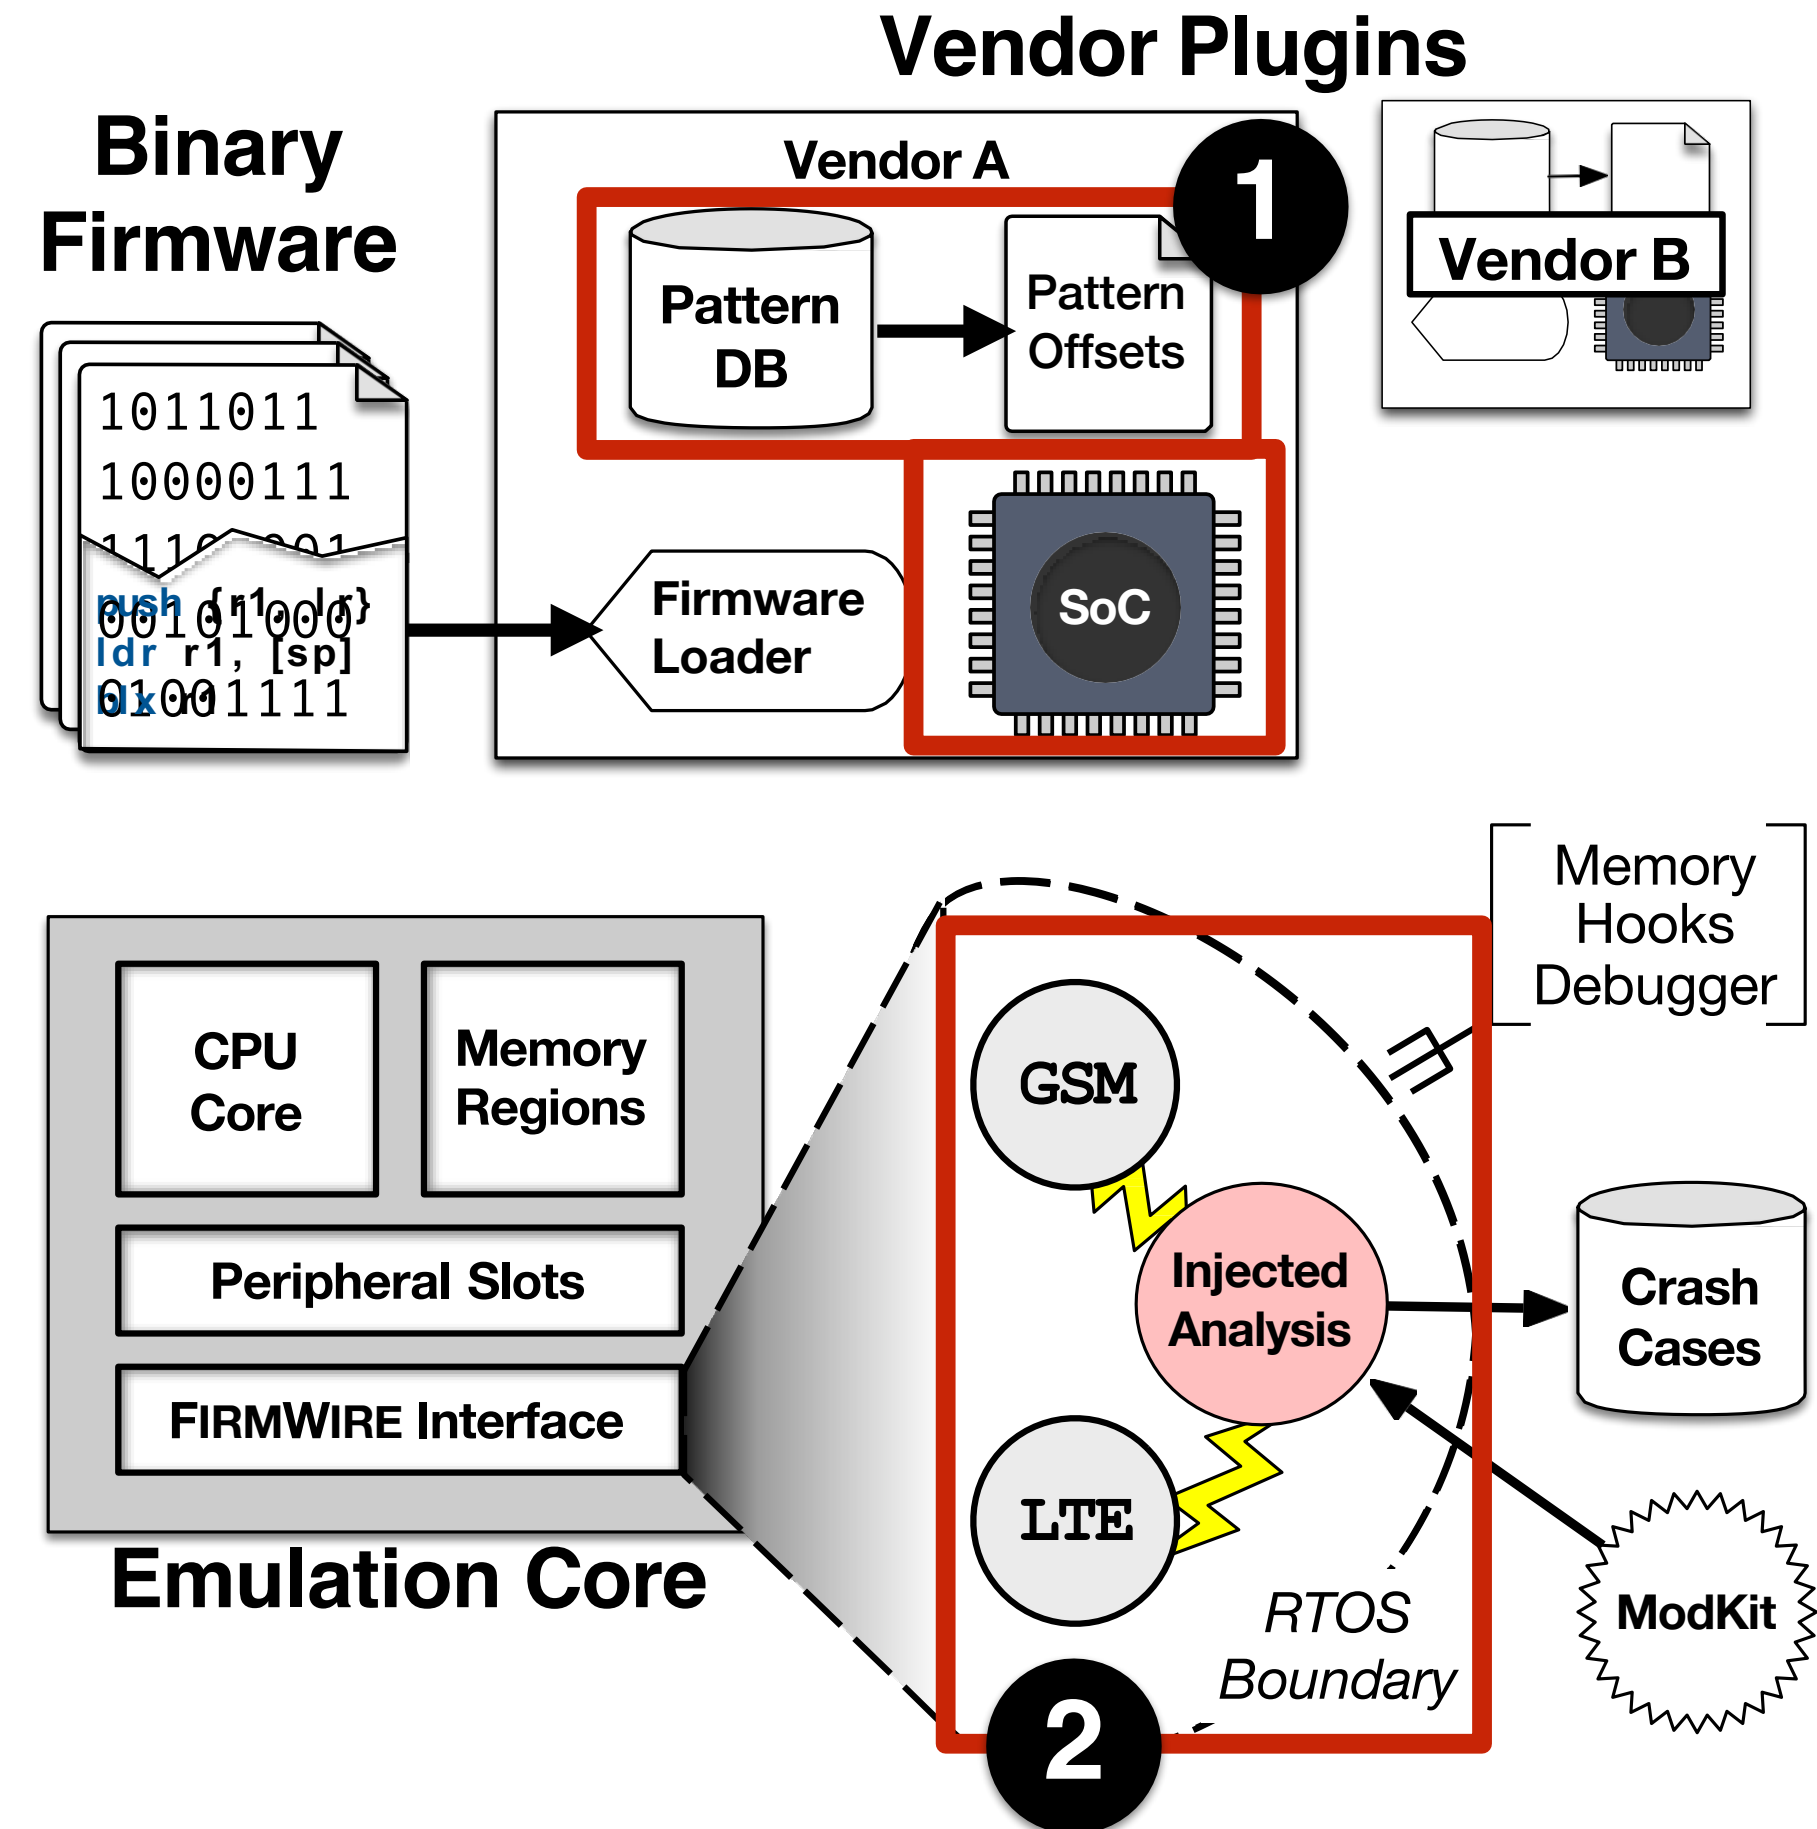 Vendor Plugins
Binary
Firmware
Vendor A
1
Pattern
DB
Pattern
Offsets
Vendor B
1011011
10000111
push {r1, lr}
00101000
ldr r1, [sp]
blx r1
01001111
Firmware
Loader
SoC
Memory
Hooks
Debugger
CPU
Core
Memory
Regions
Peripheral Slots
FIRMWIRE Interface
Emulation Core
GSM
Injected
Analysis
LTE
RTOS
Boundary
Crash
Cases
ModKit
2